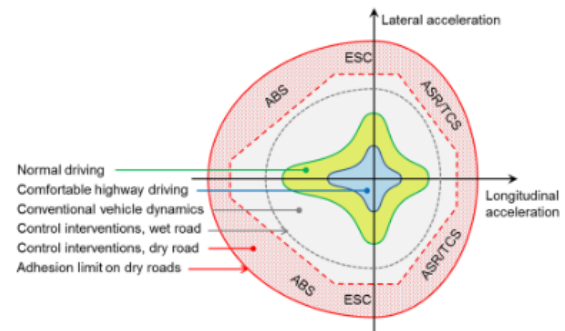 Lateral acceleration
ESC
ABS
ASR/TCS
Normal driving
Comfortable highway driving
Conventional vehicle dynamics
Control interventions, wet road
Control interventions, dry road
Adhesion limit on dry roads
Longitudinal
acceleration
ABS
ESC
ASR/TCS